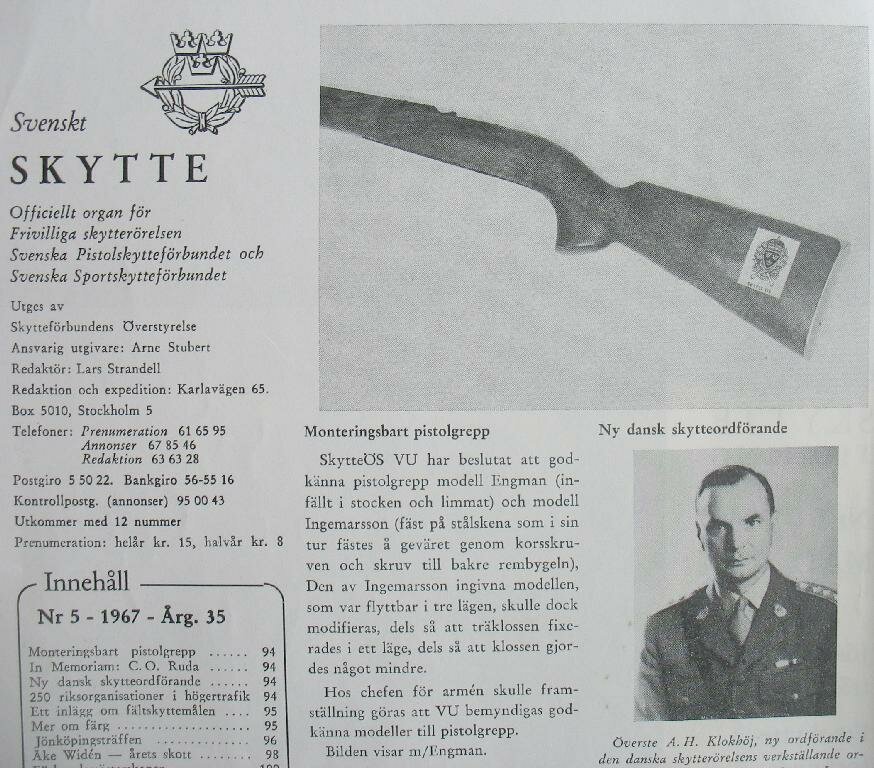 Svenskt
SKYTTE
Officiellt organ för
Frivilliga skytterörelsen
Svenska Pistolskytteförbundet och
Svenska Sportskytteförbundet
Utges av
Skytteförbundens Överstyrelse
Ansvarig utgivare: Arne Stubert
Redaktör: Lars Strandell
Redaktion och expedition: Karlavägen 65.
Box 5010, Stockholm 5
Telefoner: Prenumeration 61 65 95
Annonser 67 85 46
Redaktion 63 63 28
Postgiro 5 50 22. Bankgiro 56-55 16
Kontrollpostg. (annonser) 95 00 43
Utkommer med 12 nummer
Prenumeration: helår kr. 15, halvår kr. 8
Innehåll
Nr 5 - 1967 - Årg. 35
Monteringsbart pistolgrepp ...... 94
In Memoriam: C. O. Ruda ...... 94
Ny dansk skytteordförande ...... 94
250 riksorganisationer i högertrafik 94
Ett inlägg om fältskyttemålen .... 95
Mer om färg ................. 95
Jönköpingsträffen ............. 96
Åke Widén — årets skott ........ 98
Monteringsbart pistolgrepp
SkytteÖS VU har beslutat att god-
känna pistolgrepp modell Engman (in-
fällt i stocken och limmat) och modell
Ingemarsson (fäst på stålskena som i sin
tur fästes å geväret genom korsskru-
ven och skruv till bakre rembygeln),
Den av Ingemarsson ingivna modellen,
som var flyttbar i tre lägen, skulle dock
modifieras, dels så att träklossen fixe-
rades i ett läge, dels så att klossen gjor-
des något mindre.
Hos chefen för armén skulle fram-
ställning göras att VU bemyndigas god-
känna modeller till pistolgrepp.
Bilden visar m/Engman.
Ny dansk skytteordförande
Överste A. H. Klokhöj, ny ordförande i
den danska skytterörelsens verkställande or-